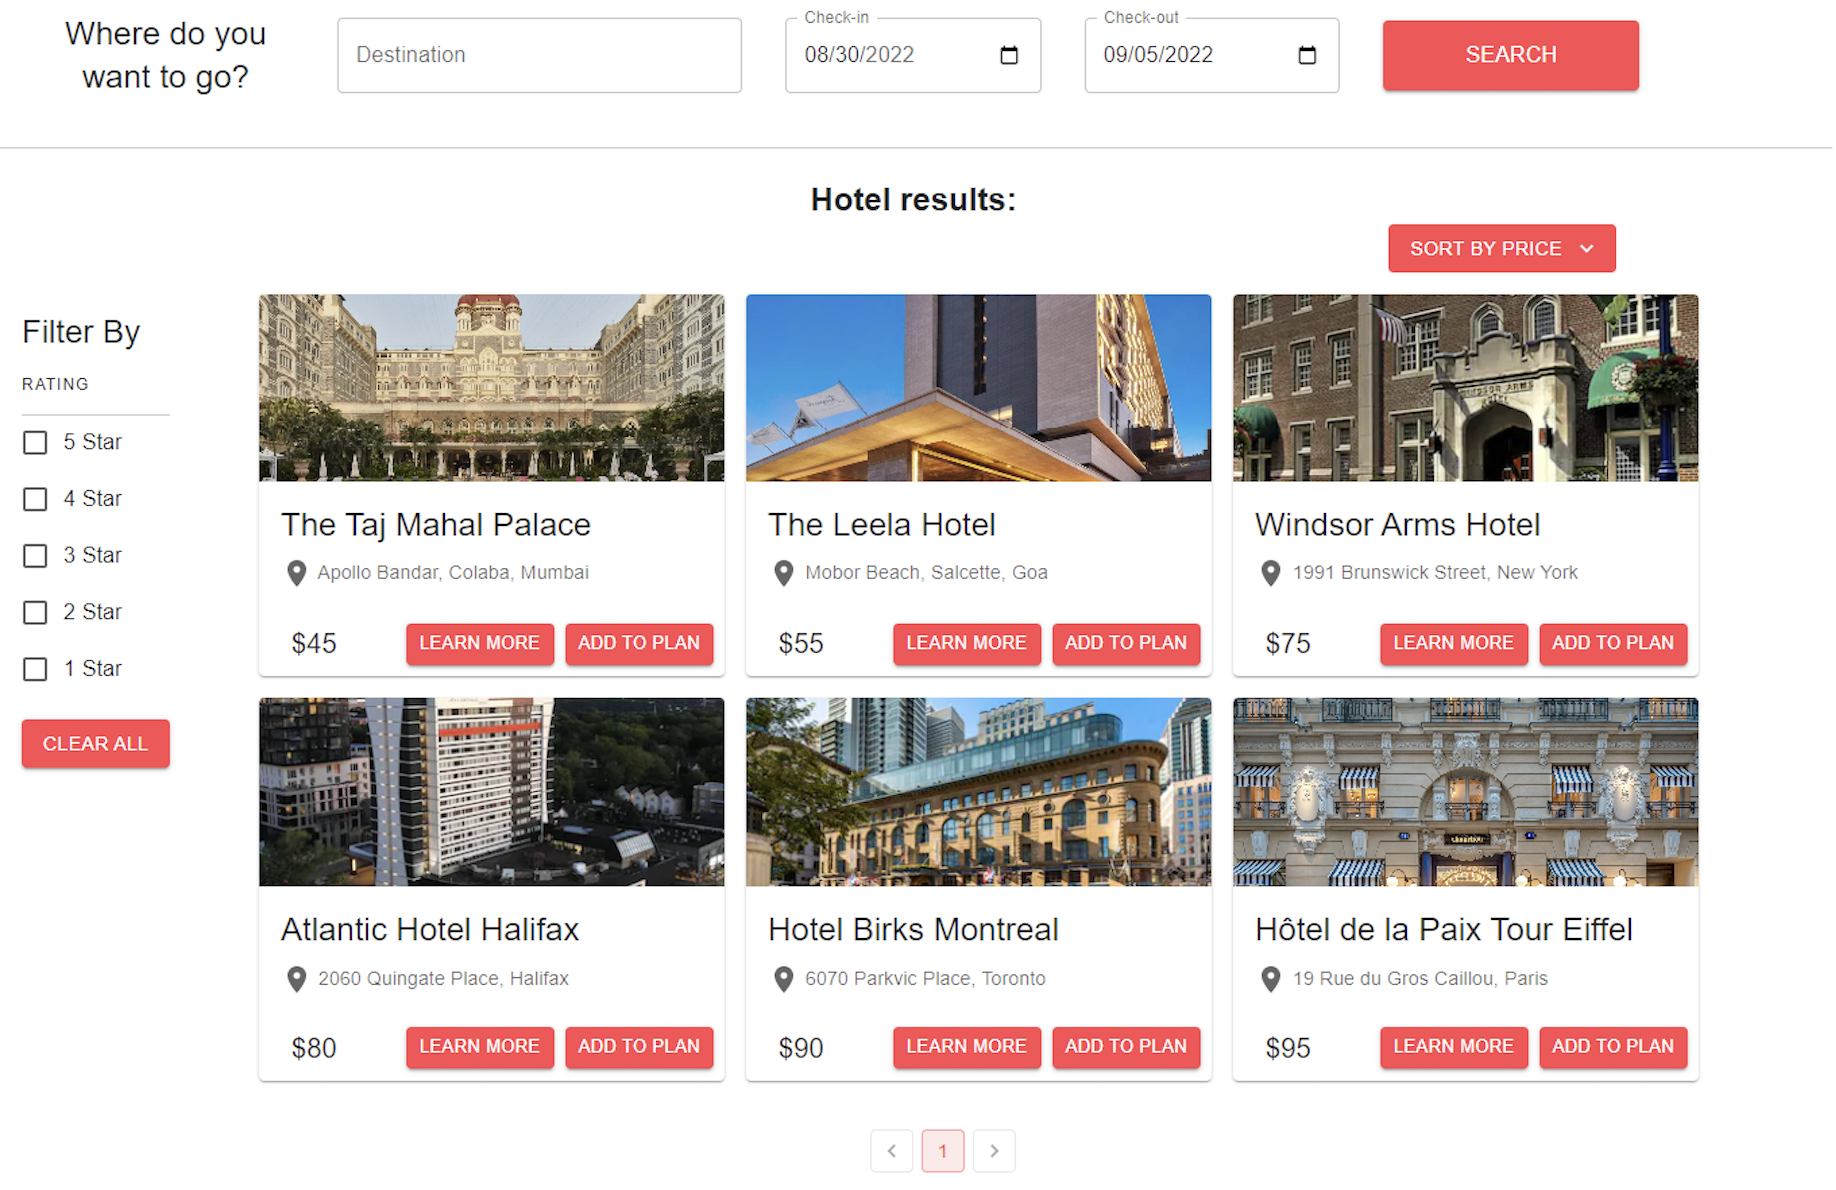 Where do you
want to go?
Destination
Check-in
08/30/2022
Check-out
09/05/2022
SEARCH
Hotel results:
SORT BY PRICE
Filter By
RATING
5 Star
4 Star
3 Star
2 Star
1 Star
CLEAR ALL
WINDSOR ARMS
The Taj Mahal Palace
Apollo Bandar, Colaba, Mumbai
$45
LEARN MORE
ADD TO PLAN
The Leela Hotel
Mobor Beach, Salcette, Goa
$55
LEARN MORE
ADD TO PLAN
Windsor Arms Hotel
1991 Brunswick Street, New York
$75
LEARN MORE
ADD TO PLAN
Atlantic Hotel Halifax
2060 Quingate Place, Halifax
$80
LEARN MORE
ADD TO PLAN
Hotel Birks Montreal
6070 Parkvic Place, Toronto
$90
LEARN MORE
ADD TO PLAN
Hôtel de la Paix Tour Eiffel
19 Rue du Gros Caillou, Paris
$95
LEARN MORE
ADD TO PLAN
1